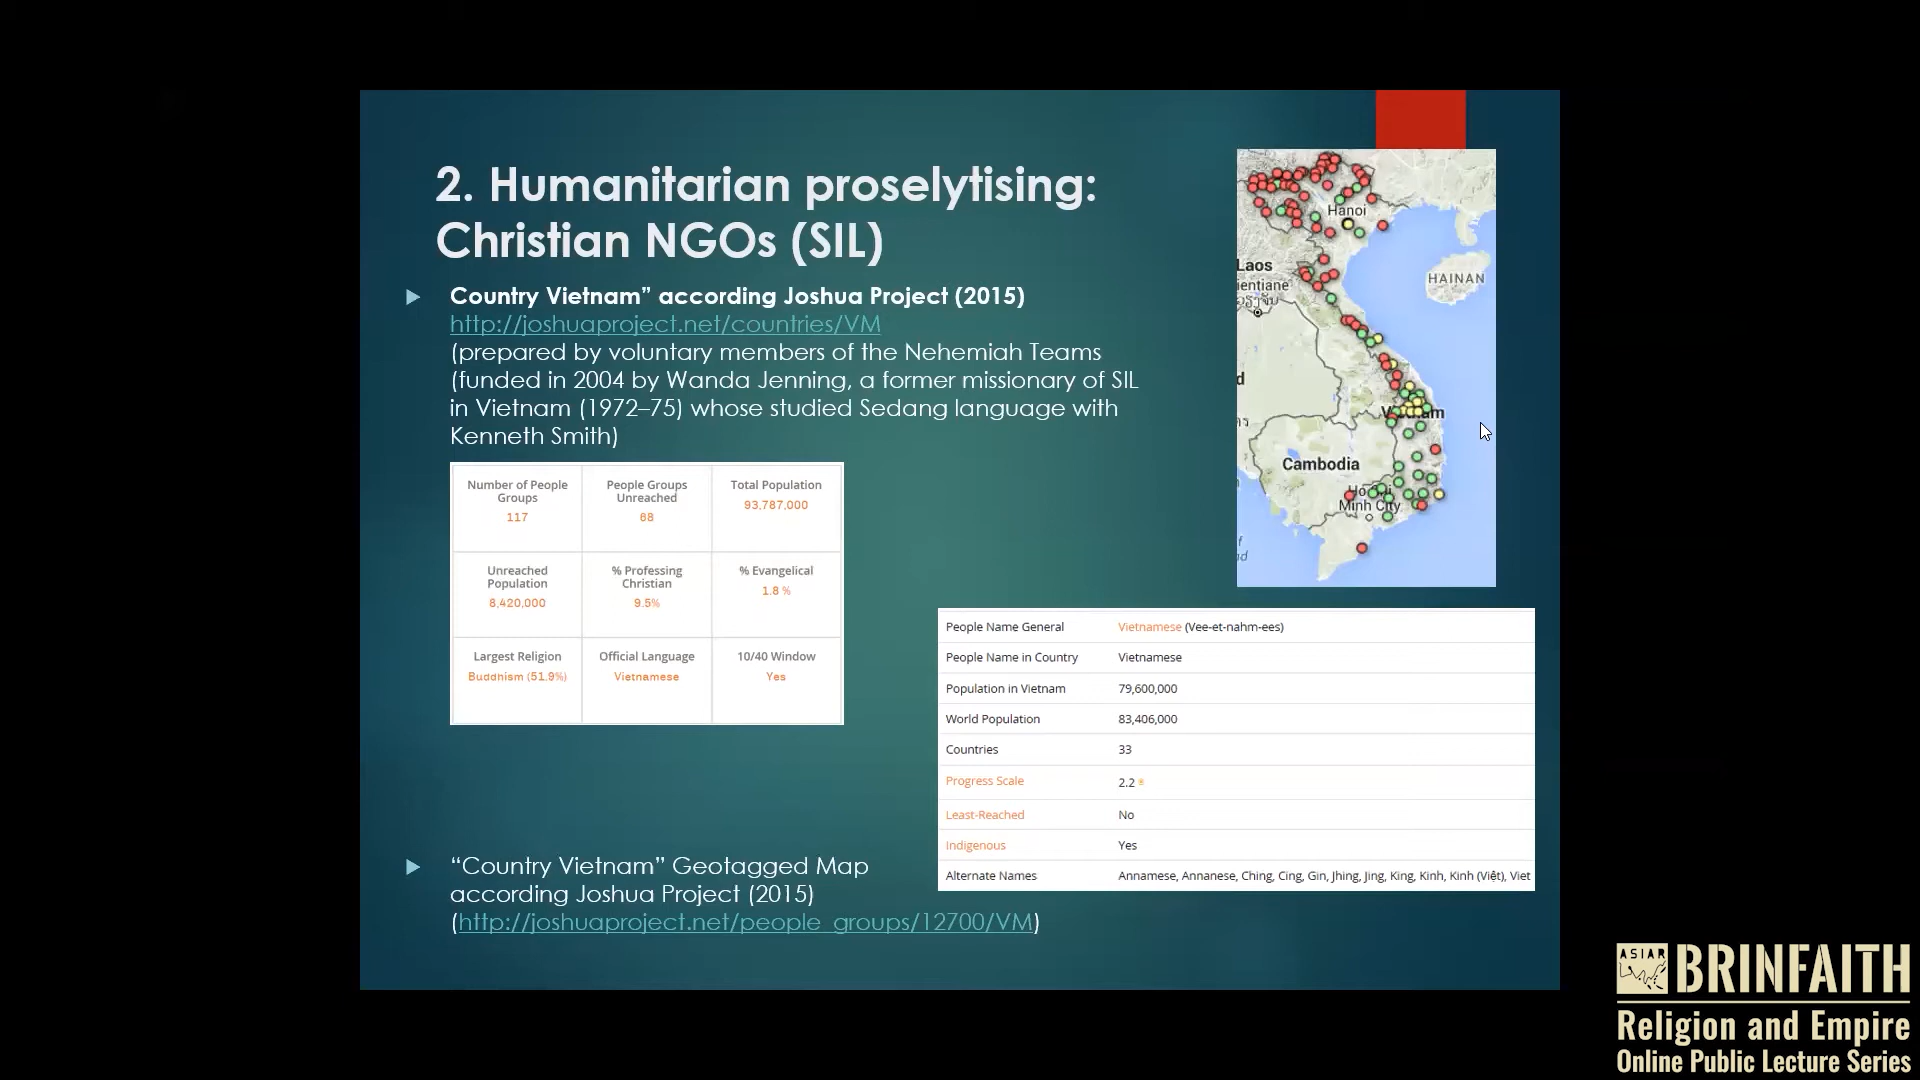 2. Humanitarian proselytising:
Christian NGOs (SIL)
Country Vietnam” according Joshua Project (2015)
http://joshuaproject.net/countries/VM
(prepared by voluntary members of the Nehemiah Teams
(funded in 2004 by Wanda Jenning, a former missionary of SIL
in Vietnam (1972–75) whose studied Sedang language with
Kenneth Smith)
Number of People
Groups
117
People Groups
Unreached
68
Total Population
93,787,000
Unreached
Population
8,420,000
% Professing
Christian
9.5%
% Evangelical
1.8 %
Largest Religion
Buddhism (51.9%)
Official Language
Vietnamese
10/40 Window
Yes
“Country Vietnam” Geotagged Map
according Joshua Project (2015)
(http://joshuaproject.net/people_groups/12700/VM)
Hanoi
Laos
HAINAN
Cambodia
Minh City
People Name General Vietnamese (Vee-et-nahm-ees)
People Name in Country Vietnamese
Population in Vietnam 79,600,000
World Population 83,406,000
Countries 33
Progress Scale 2.2
Least-Reached No
Indigenous Yes
Alternate Names Annamese, Annanese, Ching, Cing, Gin, Jhing, Jing, King, Kinh, Kinh (Việt), Viet
ASIAR
BRINFAITH
Religion and Empire
Online Public Lecture Series